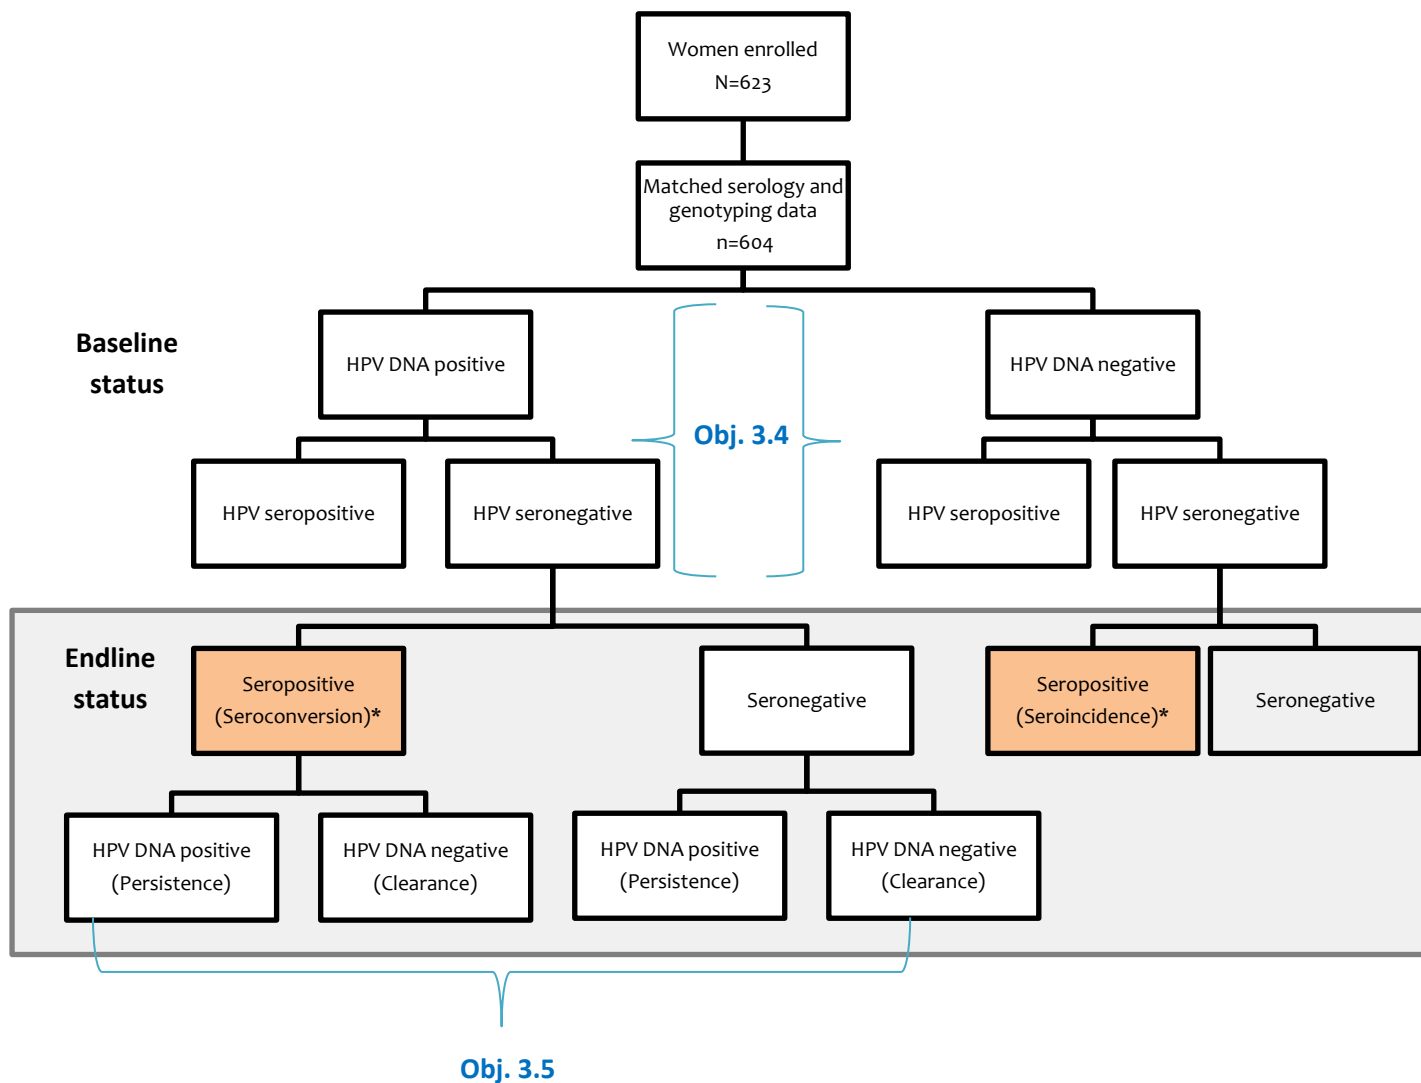 Women enrolled
N=623
Matched serology and
genotyping data
n=604
Baseline
status
HPV DNA positive
HPV DNA negative
Obj. 3.4
HPV seropositive
HPV seronegative
HPV seropositive
HPV seronegative
Endline
status
Seropositive
(Seroconversion)*
Seronegative
Seropositive
(Seroincidence)*
Seronegative
HPV DNA positive
(Persistence)
HPV DNA negative
(Clearance)
HPV DNA positive
(Persistence)
HPV DNA negative
(Clearance)
Obj. 3.5